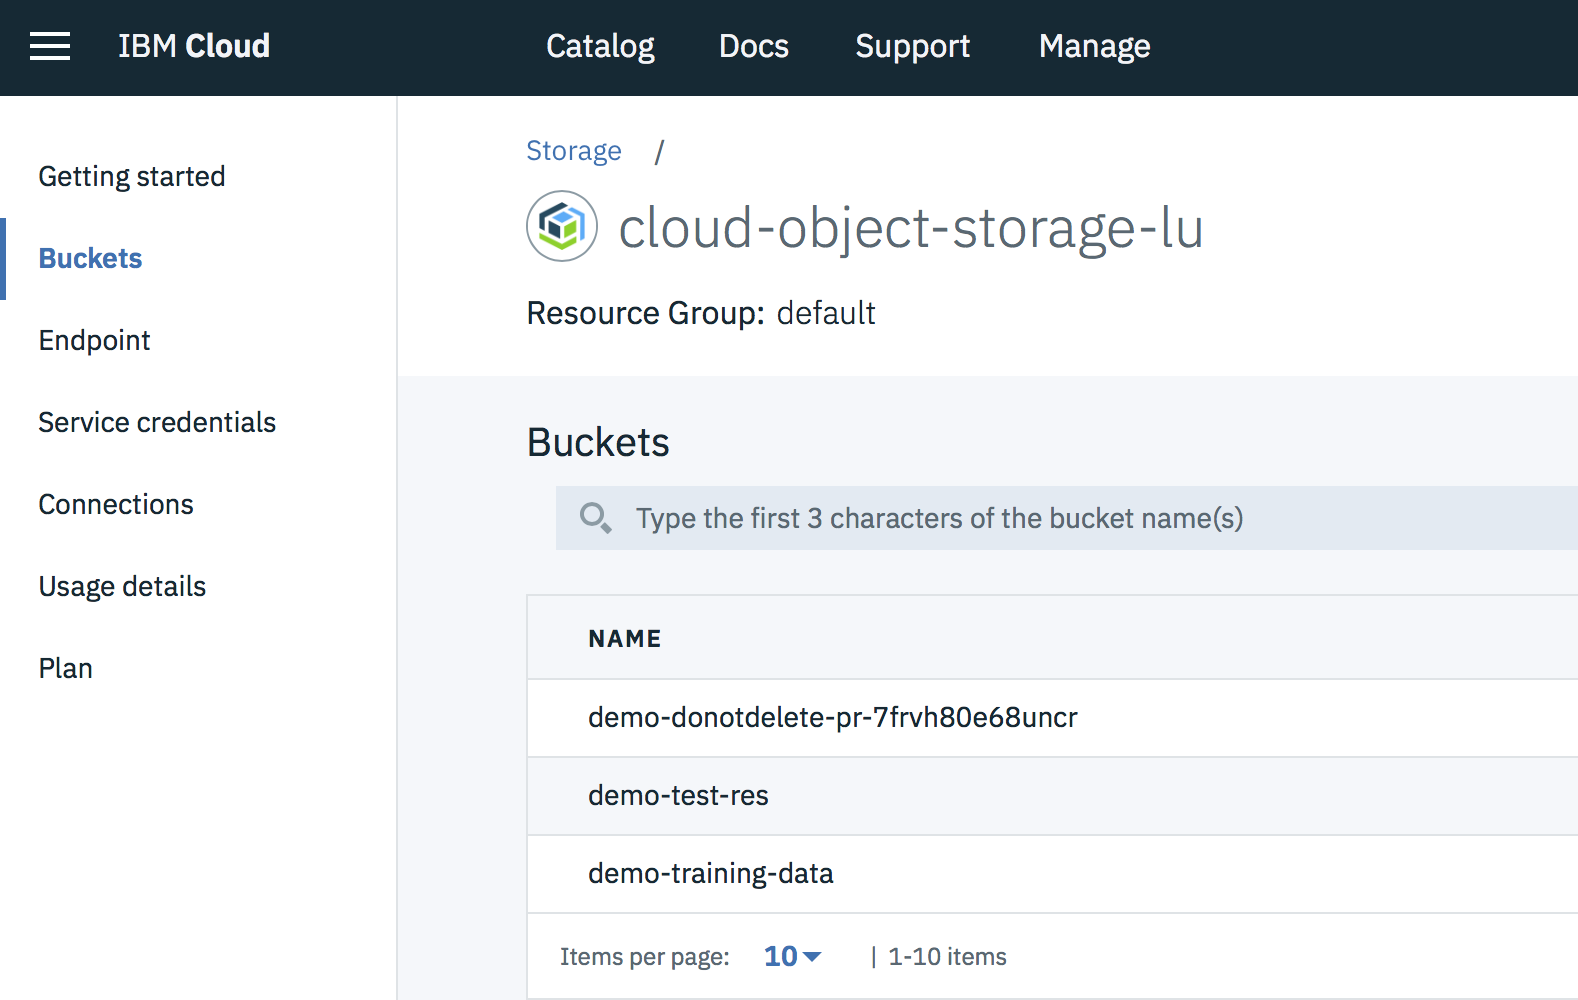 IBM Cloud
Catalog
Docs
Support
Manage
Getting started
Buckets
Endpoint
Service credentials
Connections
Usage details
Plan
Storage /
cloud-object-storage-lu
Resource Group: default
Buckets
Type the first 3 characters of the bucket name(s)
NAME
demo-donotdelete-pr-7frvh80e68uncr
demo-test-res
demo-training-data
Items per page: 10 | 1-10 items